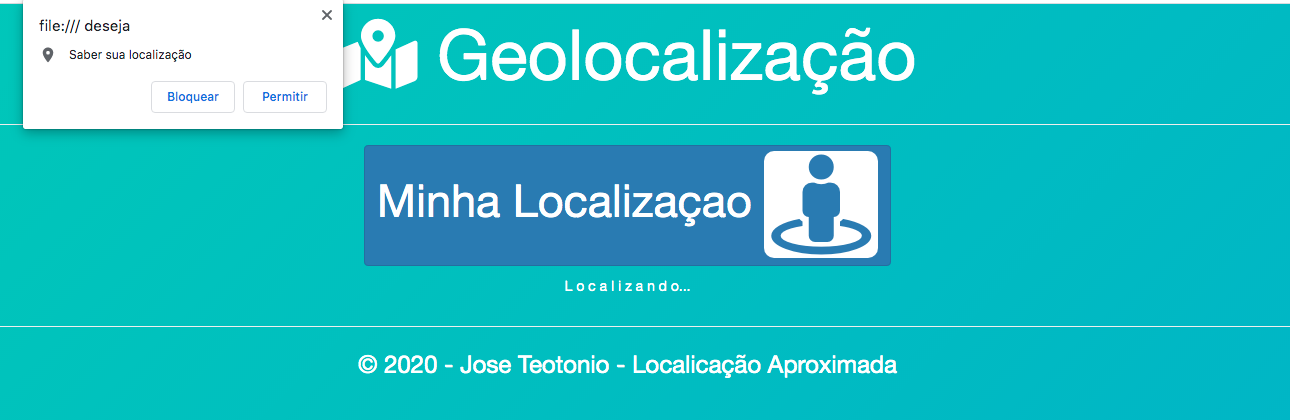 file:/// deseja
Saber sua localização
Bloquear Permitir
Geolocalização
Minha Localizaçao
Localizando...
© 2020 - Jose Teotonio - Localicação Aproximada